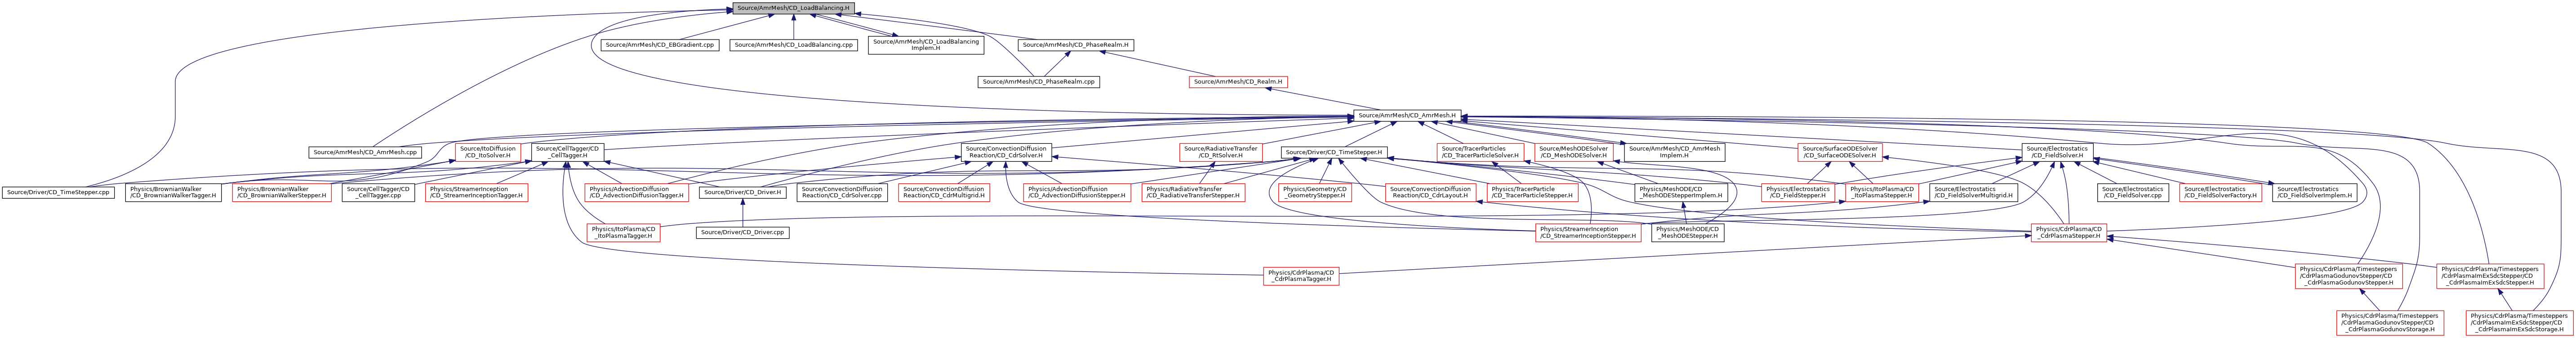 Source/AmrMesh/CD_LoadBalancing.H
Source/AmrMesh/CD_EBGradient.cpp
Source/AmrMesh/CD_LoadBalancing.cpp
Source/AmrMesh/CD_LoadBalancing
Implem.H
Source/AmrMesh/CD_PhaseRealm.H
Source/AmrMesh/CD_PhaseRealm.cpp
Source/AmrMesh/CD_Realm.H
Source/AmrMesh/CD_AmrMesh.H
Source/AmrMesh/CD_AmrMesh.cpp
Source/ItoDiffusion
/CD_ItoSolver.H
Source/CellTagger/CD
_CellTagger.H
Source/ConvectionDiffusion
Reaction/CD_CdrSolver.H
Source/RadiativeTransfer
/CD_RtSolver.H
Source/Driver/CD_TimeStepper.H
Source/TracerParticles
/CD_TracerParticleSolver.H
Source/MeshODESolver
/CD_MeshODESolver.H
Source/AmrMesh/CD_AmrMesh
Implem.H
Source/SurfaceODESolver
/CD_SurfaceODESolver.H
Source/Electrostatics
/CD_FieldSolver.H
Source/Driver/CD_TimeStepper.cpp
Physics/BrownianWalker
/CD_BrownianWalkerTagger.H
Physics/BrownianWalker
/CD_BrownianWalkerStepper.H
Source/CellTagger/CD
_CellTagger.cpp
Physics/StreamerInception
/CD_StreamerInceptionTagger.H
Physics/AdvectionDiffusion
/CD_AdvectionDiffusionTagger.H
Source/Driver/CD_Driver.H
Source/ConvectionDiffusion
Reaction/CD_CdrSolver.cpp
Source/ConvectionDiffusion
Reaction/CD_CdrMultigrid.H
Physics/AdvectionDiffusion
/CD_AdvectionDiffusionStepper.H
Physics/RadiativeTransfer
/CD_RadiativeTransferStepper.H
Physics/Geometry/CD
_GeometryStepper.H
Source/ConvectionDiffusion
Reaction/CD_CdrLayout.H
Physics/TracerParticle
/CD_TracerParticleStepper.H
Physics/MeshODE/CD
_MeshODEStepperImplem.H
Physics/Electrostatics
/CD_FieldStepper.H
Physics/ItoPlasma/CD
_ItoPlasmaStepper.H
Source/Electrostatics
/CD_FieldSolverMultigrid.H
Source/Electrostatics
/CD_FieldSolver.cpp
Source/Electrostatics
/CD_FieldSolverFactory.H
Source/Electrostatics
/CD_FieldSolverImplem.H
Physics/ItoPlasma/CD
_ItoPlasmaTagger.H
Source/Driver/CD_Driver.cpp
Physics/StreamerInception
/CD_StreamerInceptionStepper.H
Physics/MeshODE/CD
_MeshODEStepper.H
Physics/CdrPlasma/CD
_CdrPlasmaStepper.H
Physics/CdrPlasma/CD
_CdrPlasmaTagger.H
Physics/CdrPlasma/Timesteppers
/CdrPlasmaGodunovStepper/CD
_CdrPlasmaGodunovStepper.H
Physics/CdrPlasma/Timesteppers
/CdrPlasmaImExSdcStepper/CD
_CdrPlasmaImExSdcStepper.H
Physics/CdrPlasma/Timesteppers
/CdrPlasmaGodunovStepper/CD
_CdrPlasmaGodunovStorage.H
Physics/CdrPlasma/Timesteppers
/CdrPlasmaImExSdcStepper/CD
_CdrPlasmaImExSdcStorage.H